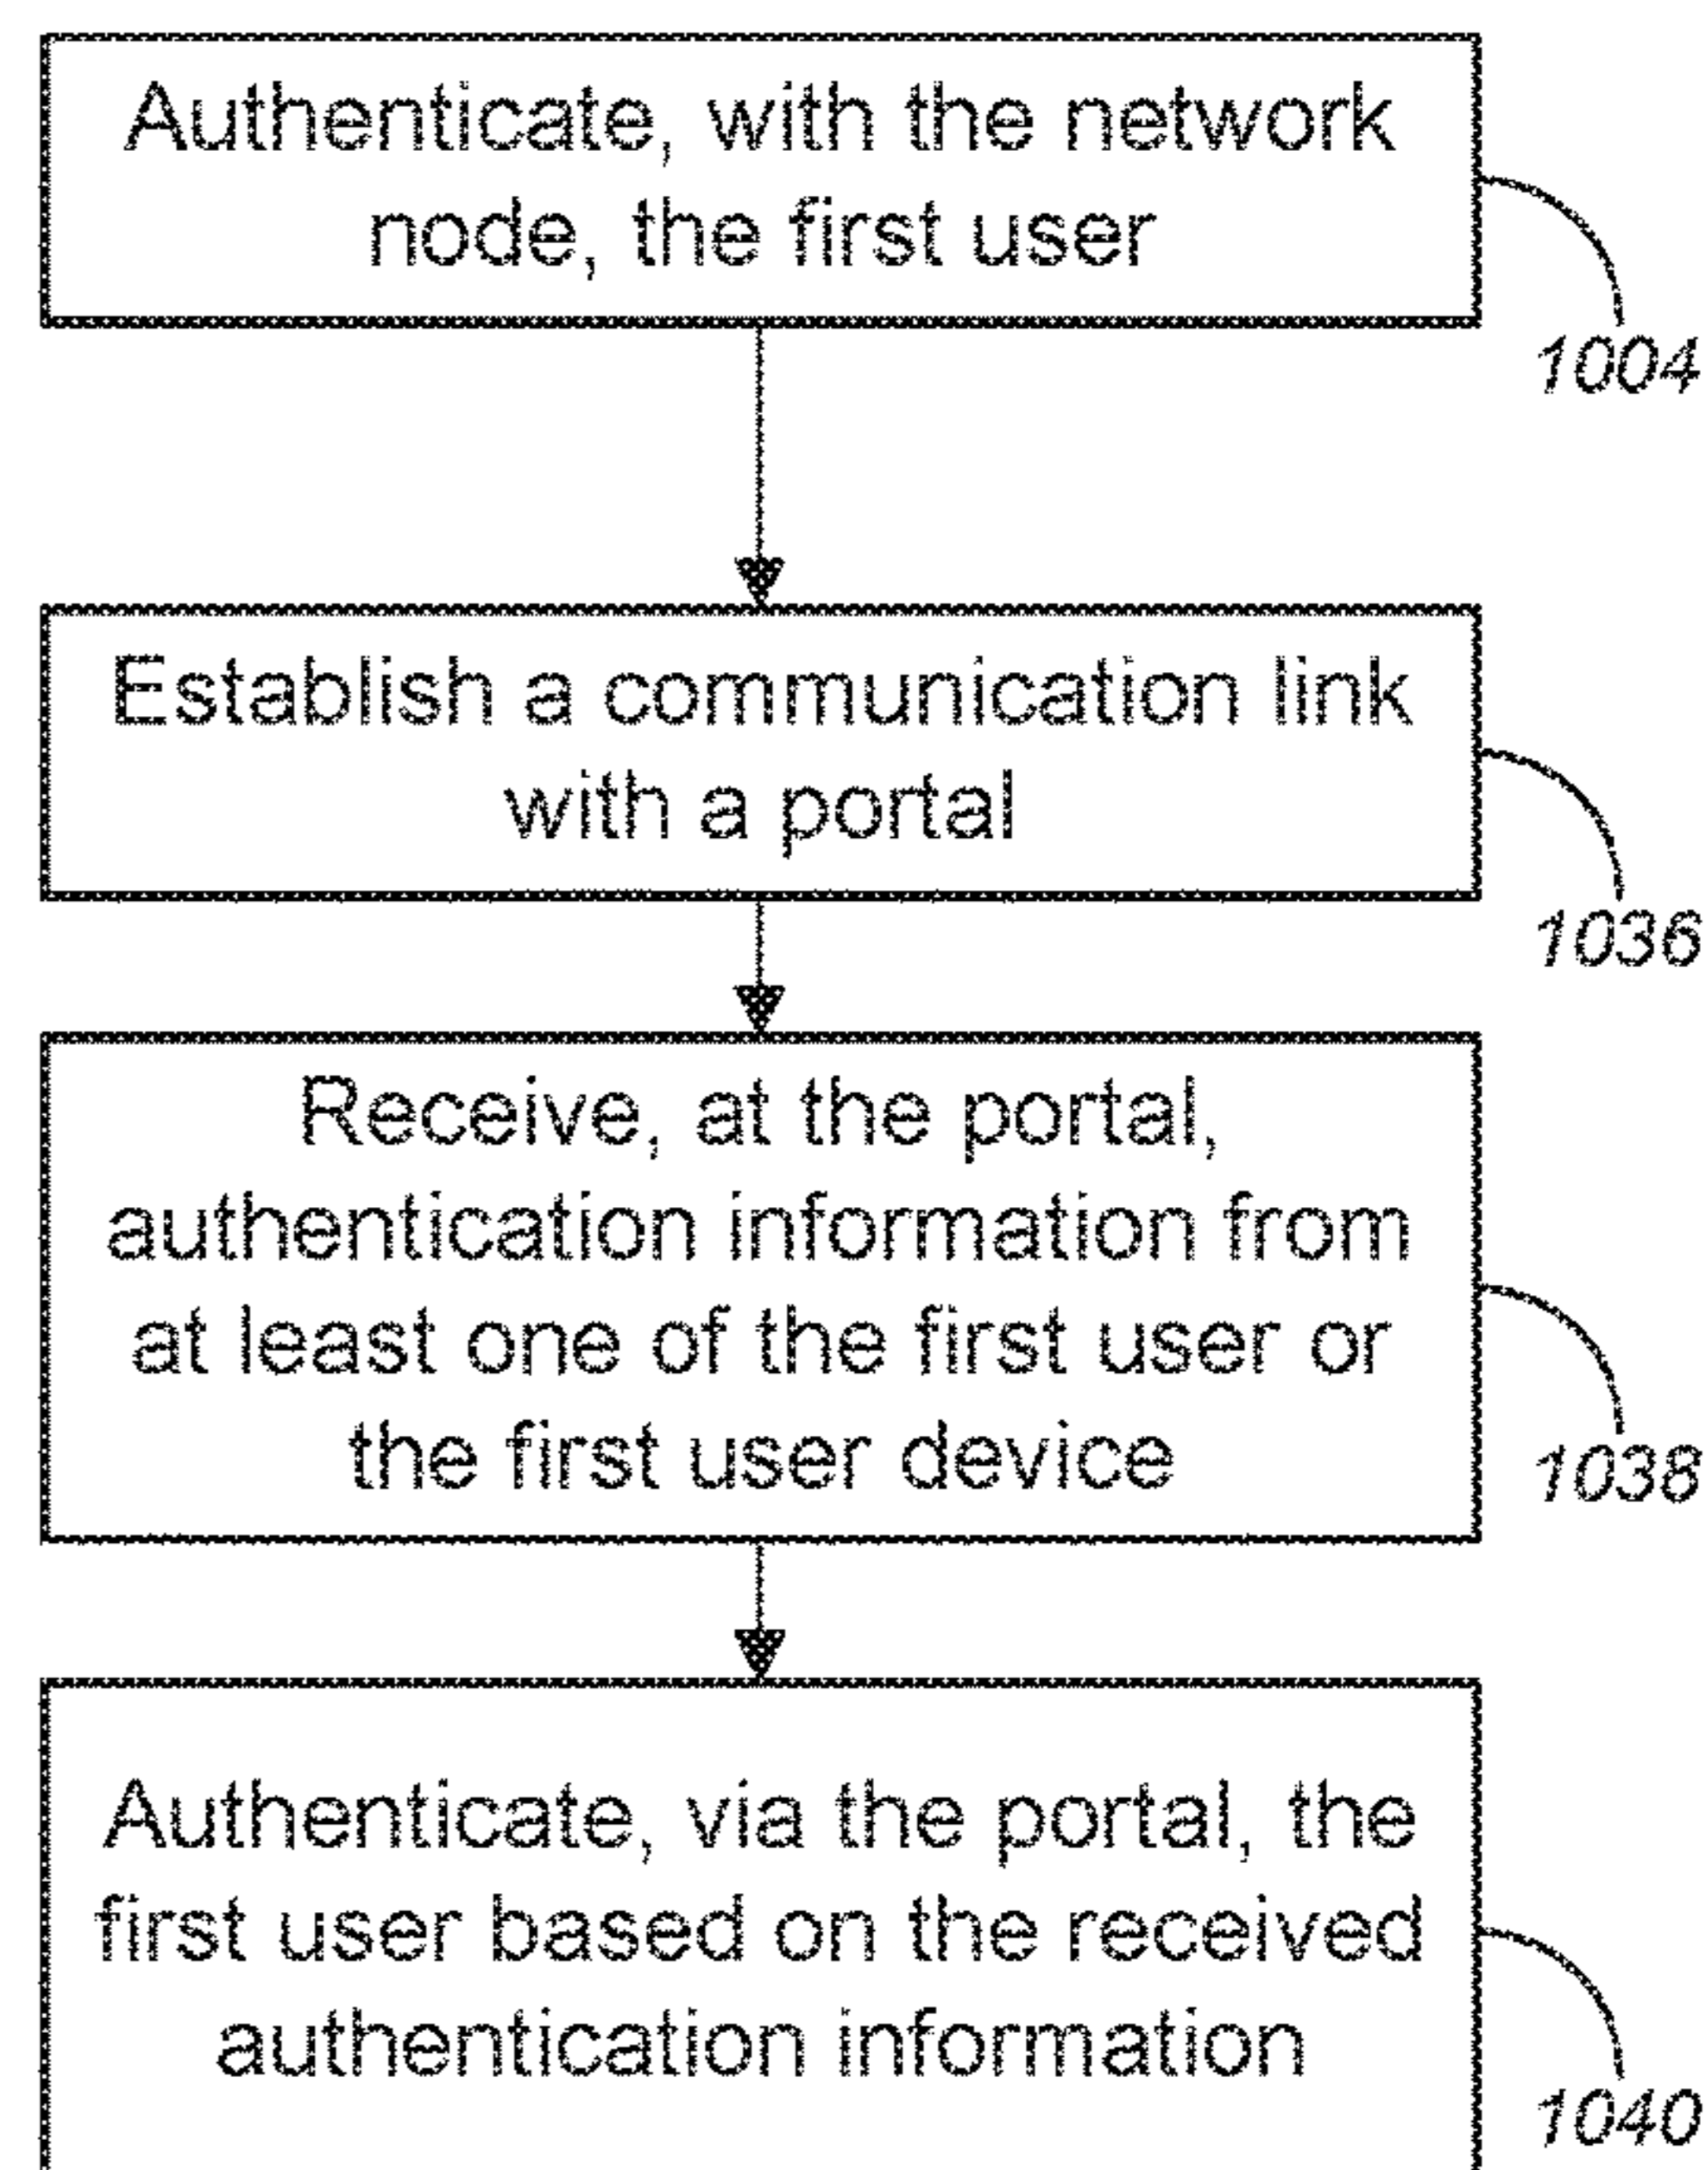 Authenticate, with the network
node, the first user
1004
Establish a communication link
with a portal
1036
Receive, at the portal,
authentication information from
at least one of the first user or
the first user device
1038
Authenticate, via the portal, the
first user based on the received
authentication information
1040